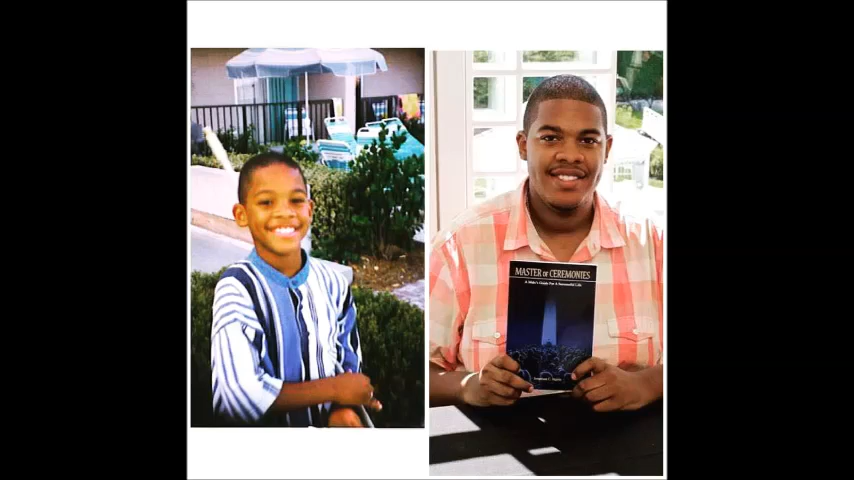 MASTER OF CEREMONIES
A Man's Guide For A Successful Life